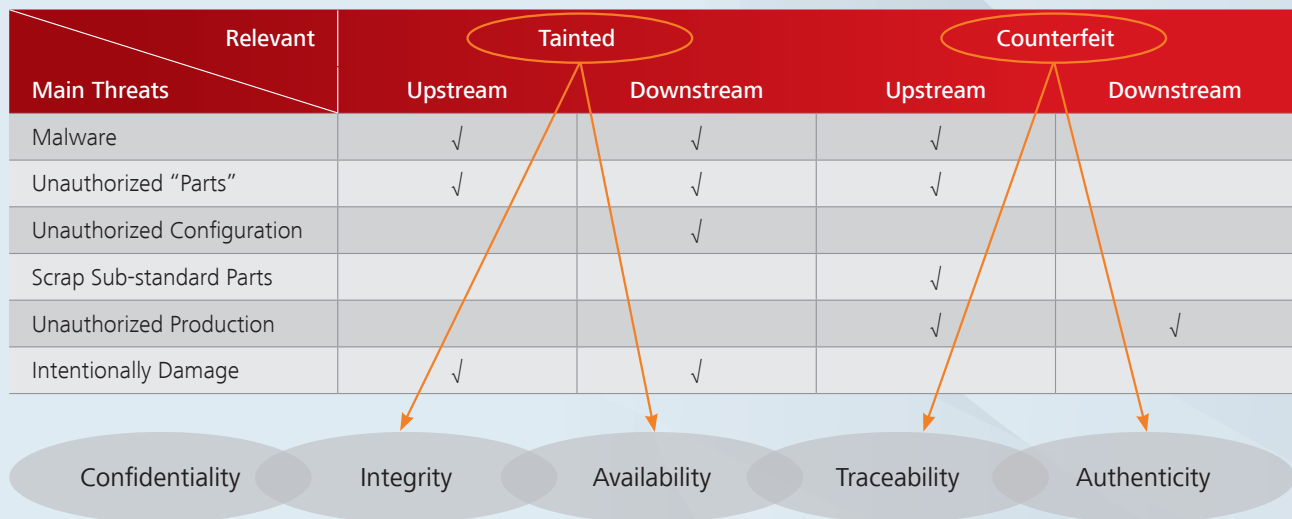 Relevant Tainted Counterfeit
Main Threats Upstream Downstream Upstream Downstream
Malware √ √ √
Unauthorized “Parts” √ √ √
Unauthorized Configuration √
Scrap Sub-standard Parts √
Unauthorized Production √ √
Intentionally Damage √ √
Confidentiality Integrity Availability Traceability Authenticity